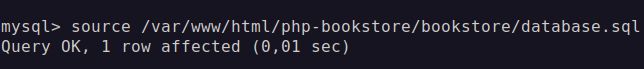 mysql> source /var/www/html/php-bookstore/bookstore/database.sql
Query OK, 1 row affected (0,01 sec)